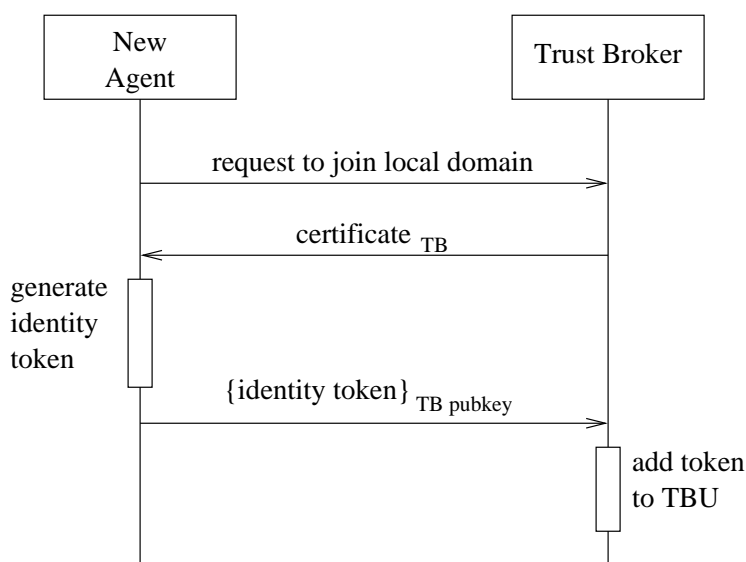 New
Agent
Trust Broker
request to join local domain
certificate TB
generate
identity
token
{identity token} TB pubkey
add token
to TBU